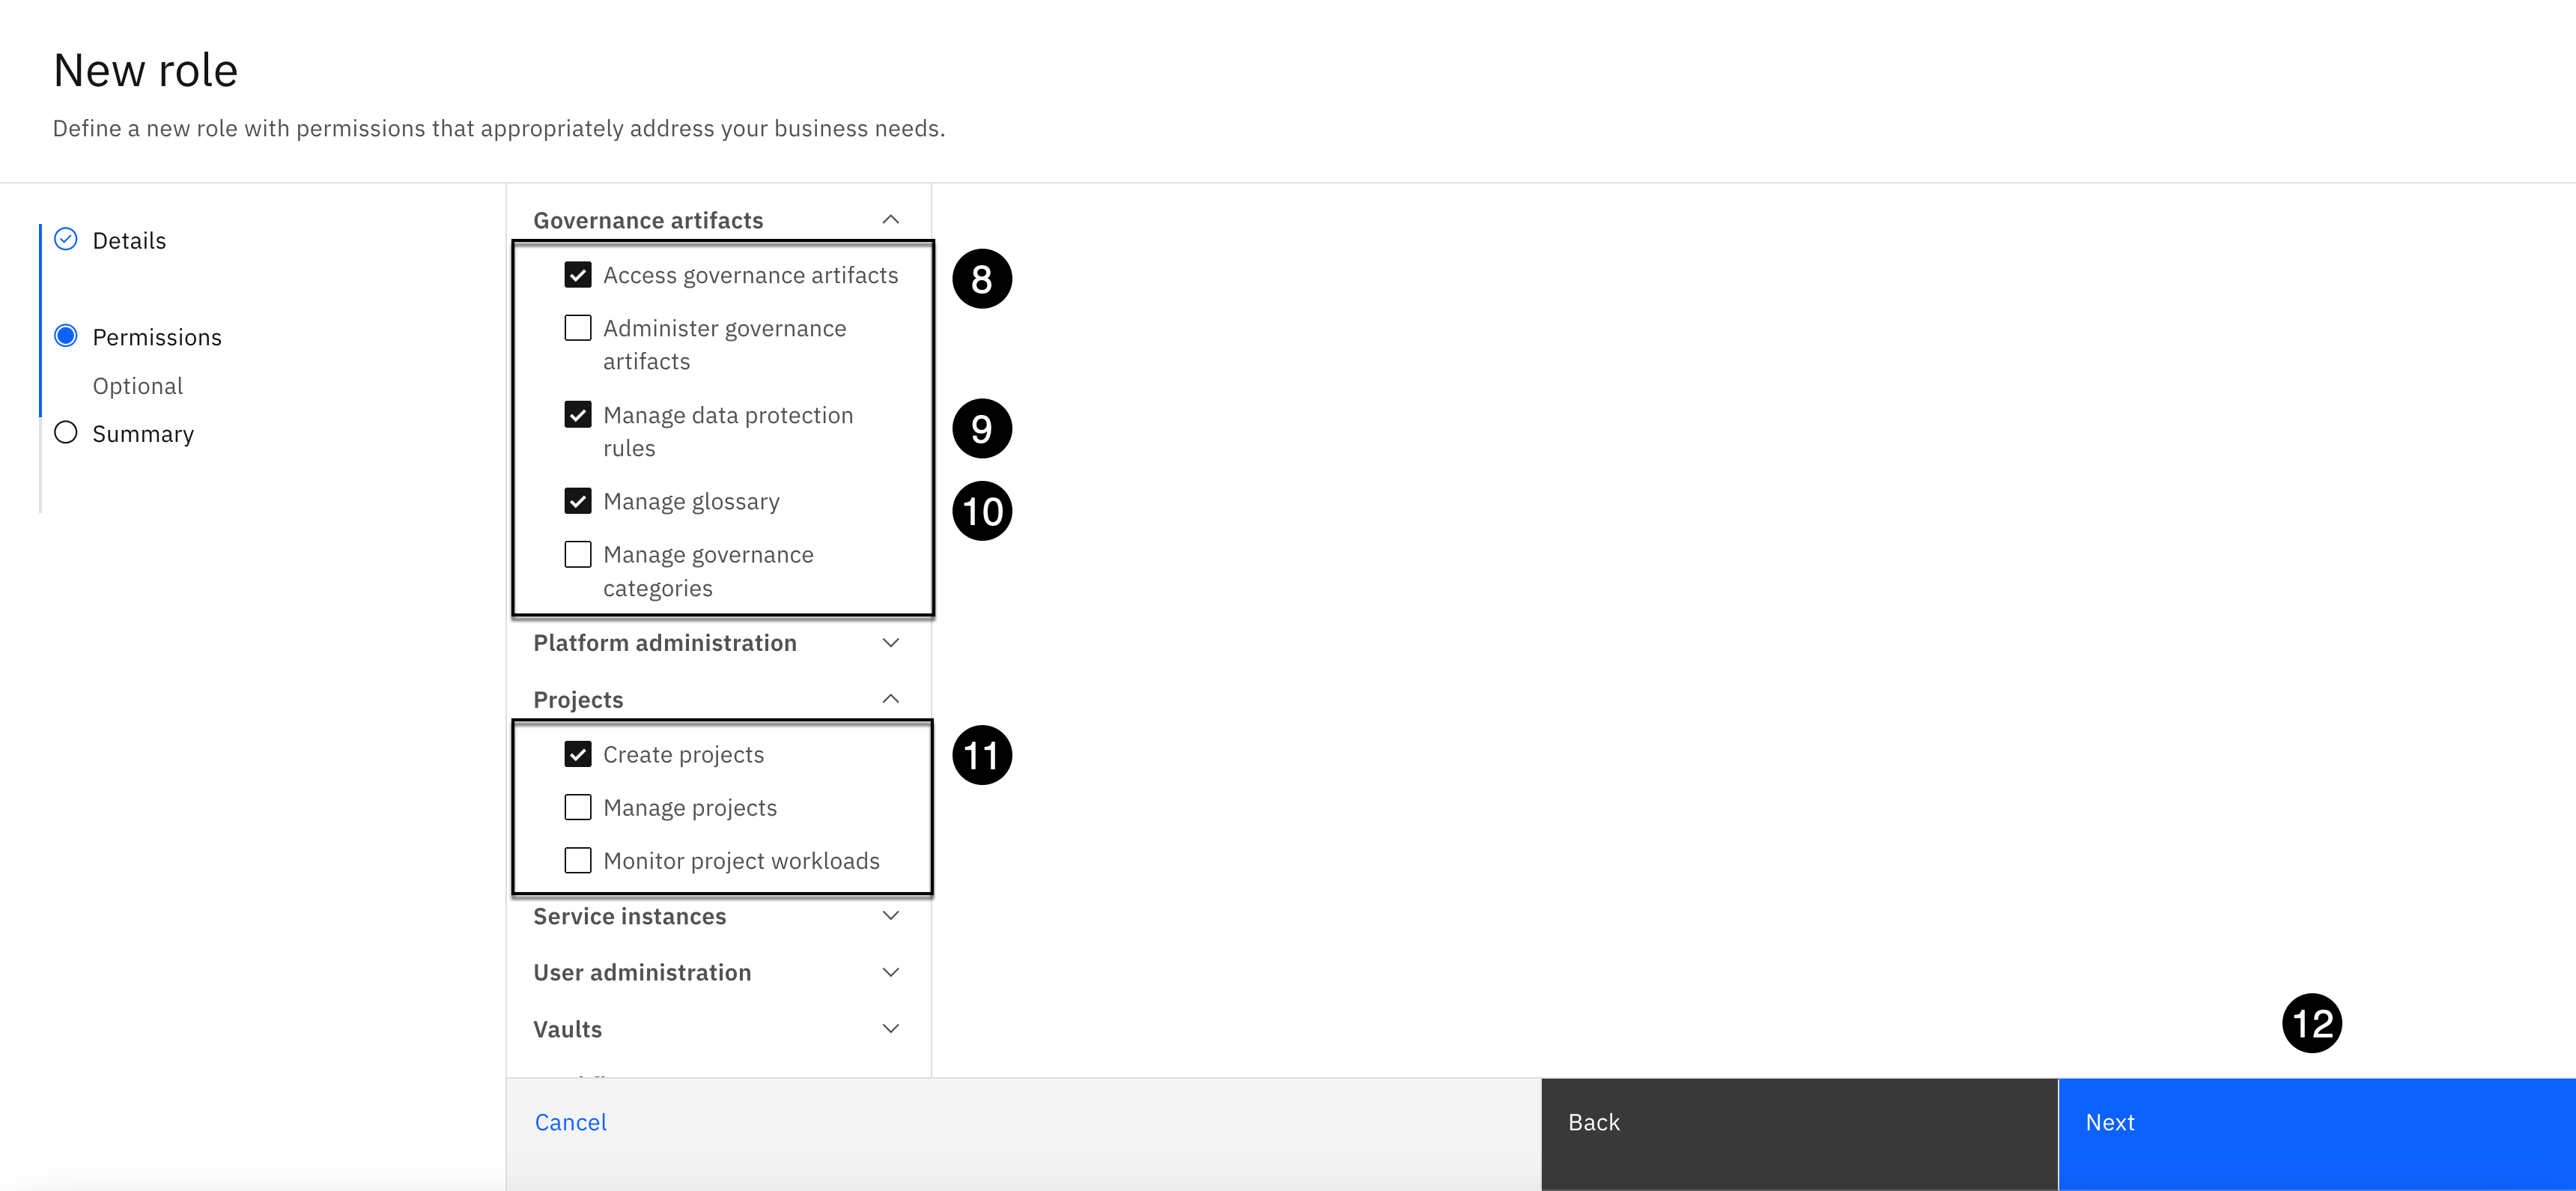 New role
Define a new role with permissions that appropriately address your business needs.
Details
Permissions
Optional
Summary
Governance artifacts
Access governance artifacts
8
Administer governance
artifacts
Manage data protection
rules
9
Manage glossary
10
Manage governance
categories
Platform administration
Projects
Create projects
11
Manage projects
Monitor project workloads
Service instances
User administration
Vaults
12
Cancel
Back
Next